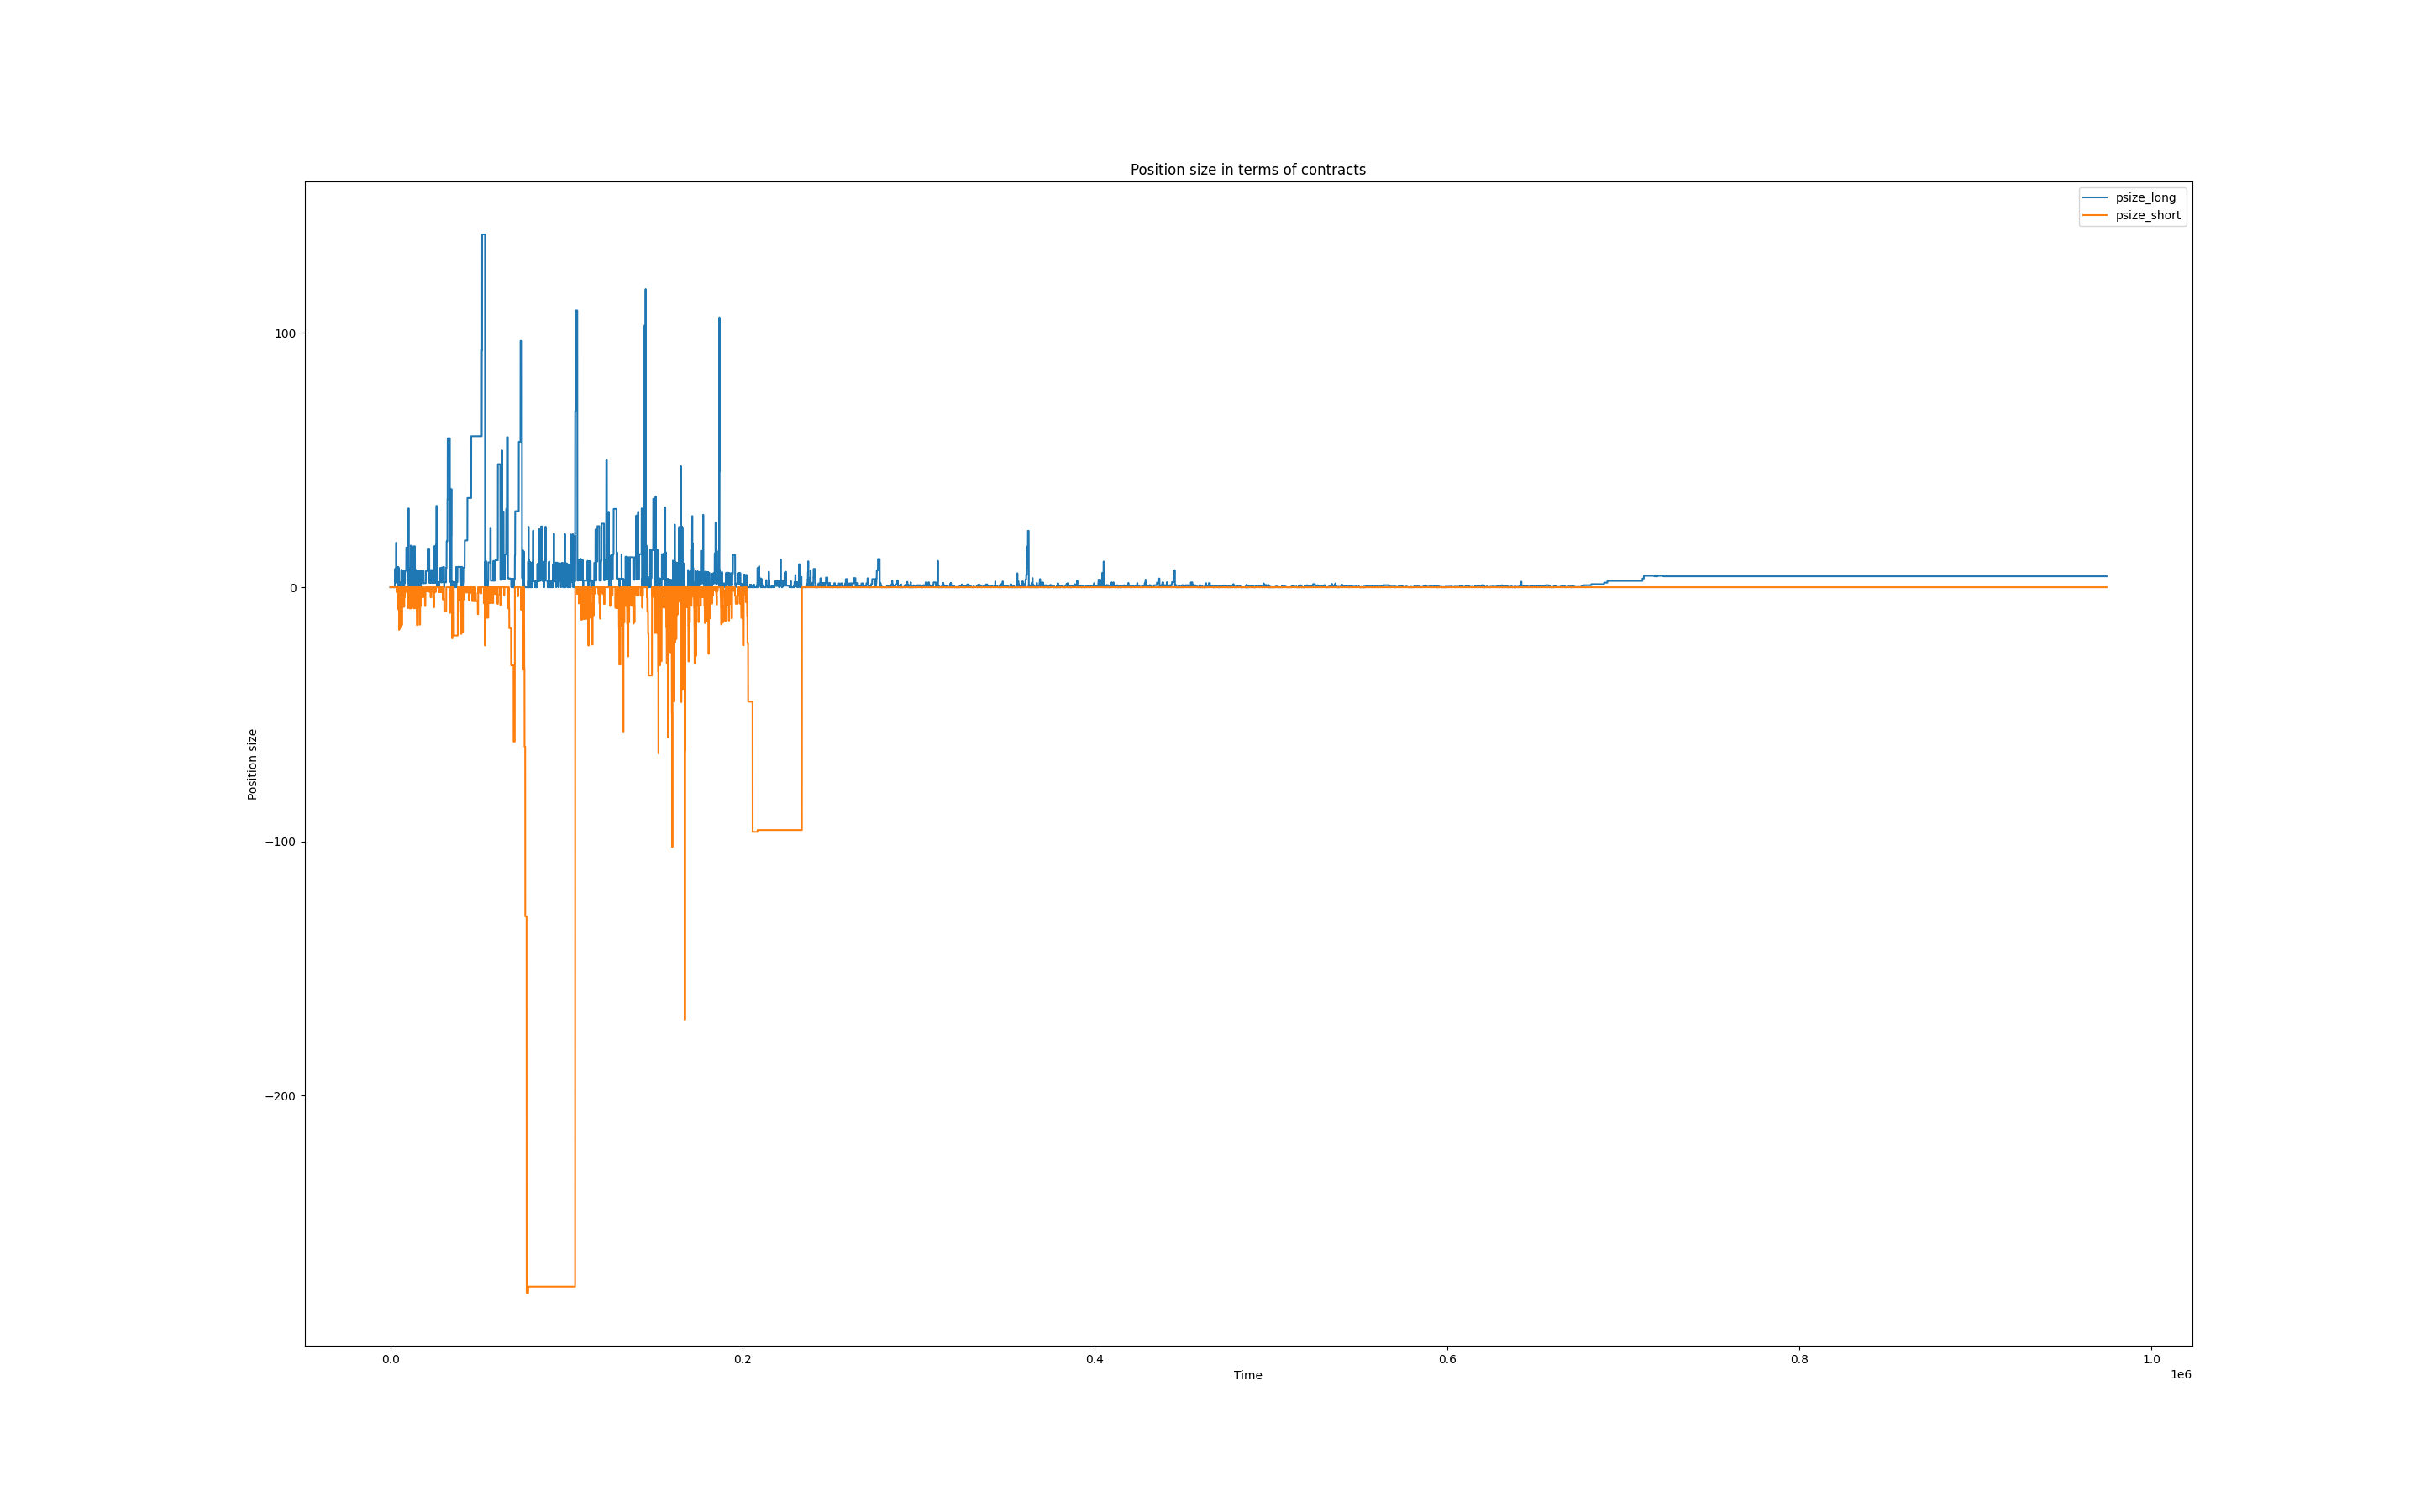 Position size in terms of contracts
psize_long
psize_short
100
0
−100
−200
Position size
0.0
0.2
0.4
0.6
0.8
1.0
Time
1e6